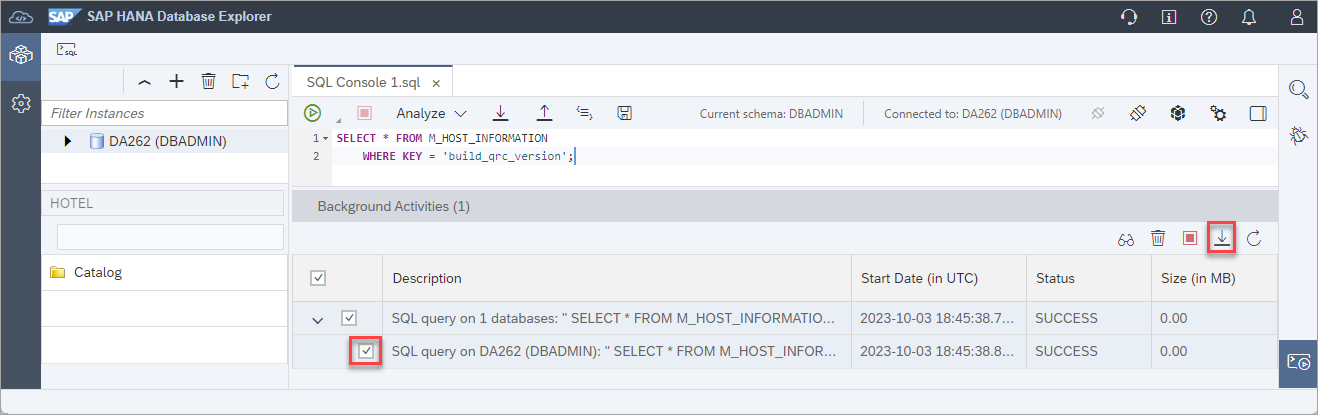 SAP SAP HANA Database Explorer
SQL
SQL Console 1.sql
Filter Instances
Analyze
Current schema: DBADMIN
Connected to: DA262 (DBADMIN)
DA262 (DBADMIN)
1 SELECT * FROM M_HOST_INFORMATION
2 WHERE KEY = 'build_qrc_version';
HOTEL
Background Activities (1)
Catalog
Description Start Date (in UTC) Status Size (in MB)
SQL query on 1 databases: " SELECT * FROM M_HOST_INFORMATIO... 2023-10-03 18:45:38.7... SUCCESS 0.00
SQL query on DA262 (DBADMIN): " SELECT * FROM M_HOST_INFOR... 2023-10-03 18:45:38.8... SUCCESS 0.00